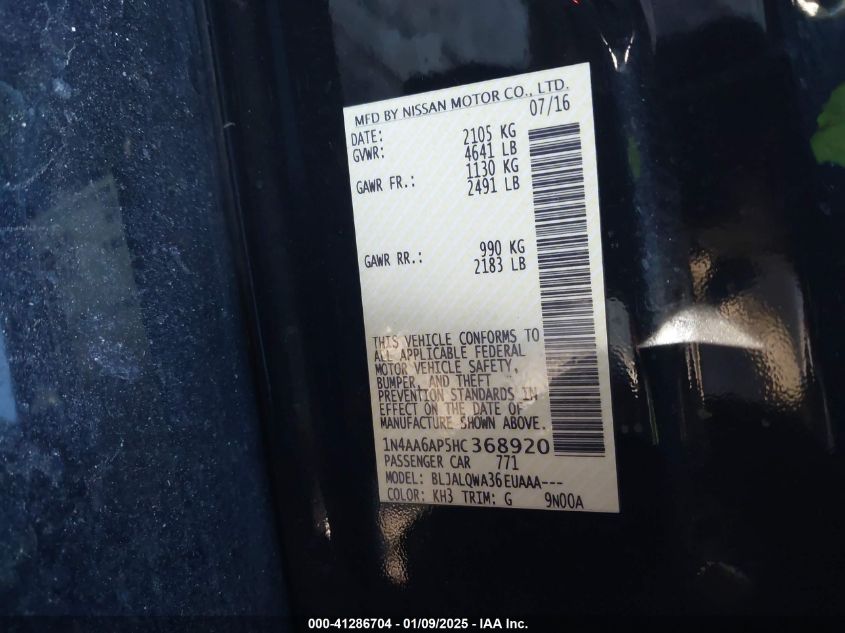 MFD BY NISSAN MOTOR CO., LTD.
DATE: 07/16
GVWR: 2105 KG
4641 LB
GAWR FR.: 1130 KG
2491 LB
GAWR RR.: 990 KG
2183 LB
THIS VEHICLE CONFORMS TO
ALL APPLICABLE FEDERAL
MOTOR VEHICLE SAFETY,
BUMPER, AND THEFT
PREVENTION STANDARDS IN
EFFECT ON THE DATE OF
MANUFACTURE SHOWN ABOVE.
1N4AA6AP5HC368920
PASSENGER CAR 771
MODEL: BLJALQWA36EUAAA---
COLOR: KH3 TRIM: G 9N00A
000-41286704 - 01/09/2025 - IAA Inc.